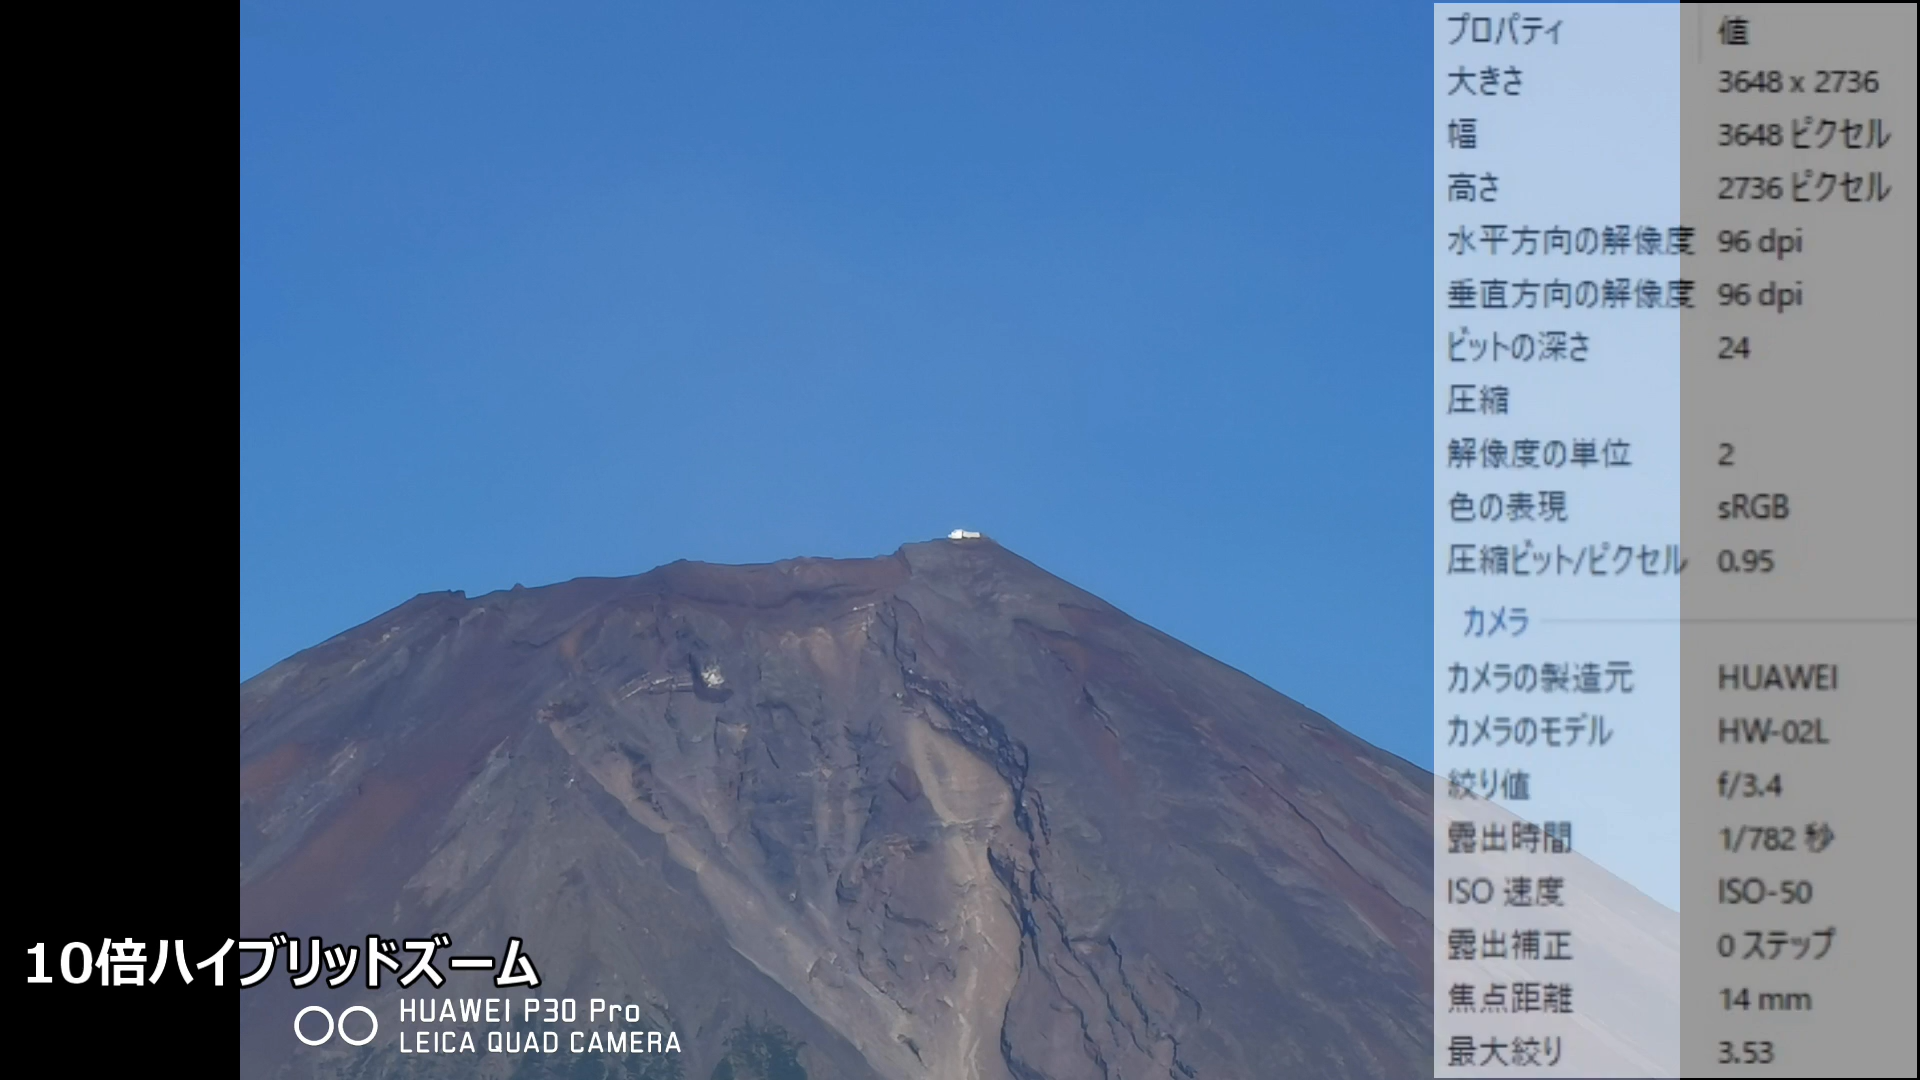 プロパティ 値
大きさ 3648 x 2736
幅 3648 ピクセル
高さ 2736 ピクセル
水平方向の解像度 96 dpi
垂直方向の解像度 96 dpi
ビットの深さ 24
圧縮
解像度の単位 2
色の表現 sRGB
圧縮ビット/ピクセル 0.95
カメラ
カメラの製造元 HUAWEI
カメラのモデル HW-02L
絞り値 f/3.4
露出時間 1/782 秒
ISO 速度 ISO-50
露出補正 0 ステップ
焦点距離 14 mm
最大絞り 3.53
10倍ハイブリッドズーム
HUAWEI P30 Pro
LEICA QUAD CAMERA